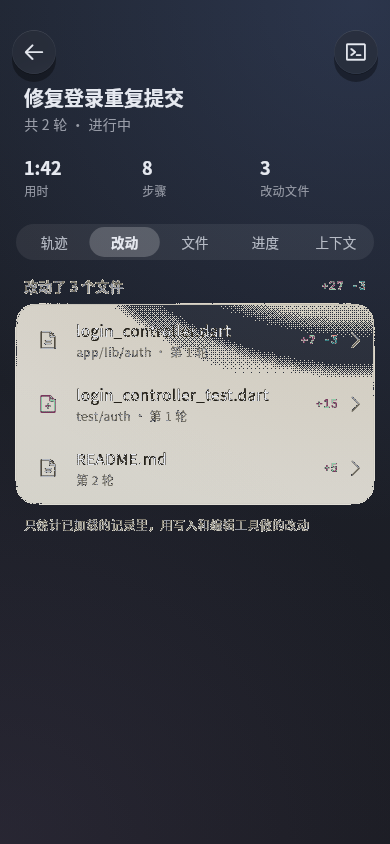 修复登录重复提交
共 2 轮 · 进行中
1:42
8
3
用时
步骤
改动文件
轨迹
改动
文件
进度
上下文
改动了 3 个文件
+27 -3
login_controller.dart
+7 -3
app/lib/auth · 第 1 轮
login_controller_test.dart
+15
test/auth · 第 1 轮
README.md
+5
第 2 轮
只统计已加载的记录里，用写入和编辑工具做的改动